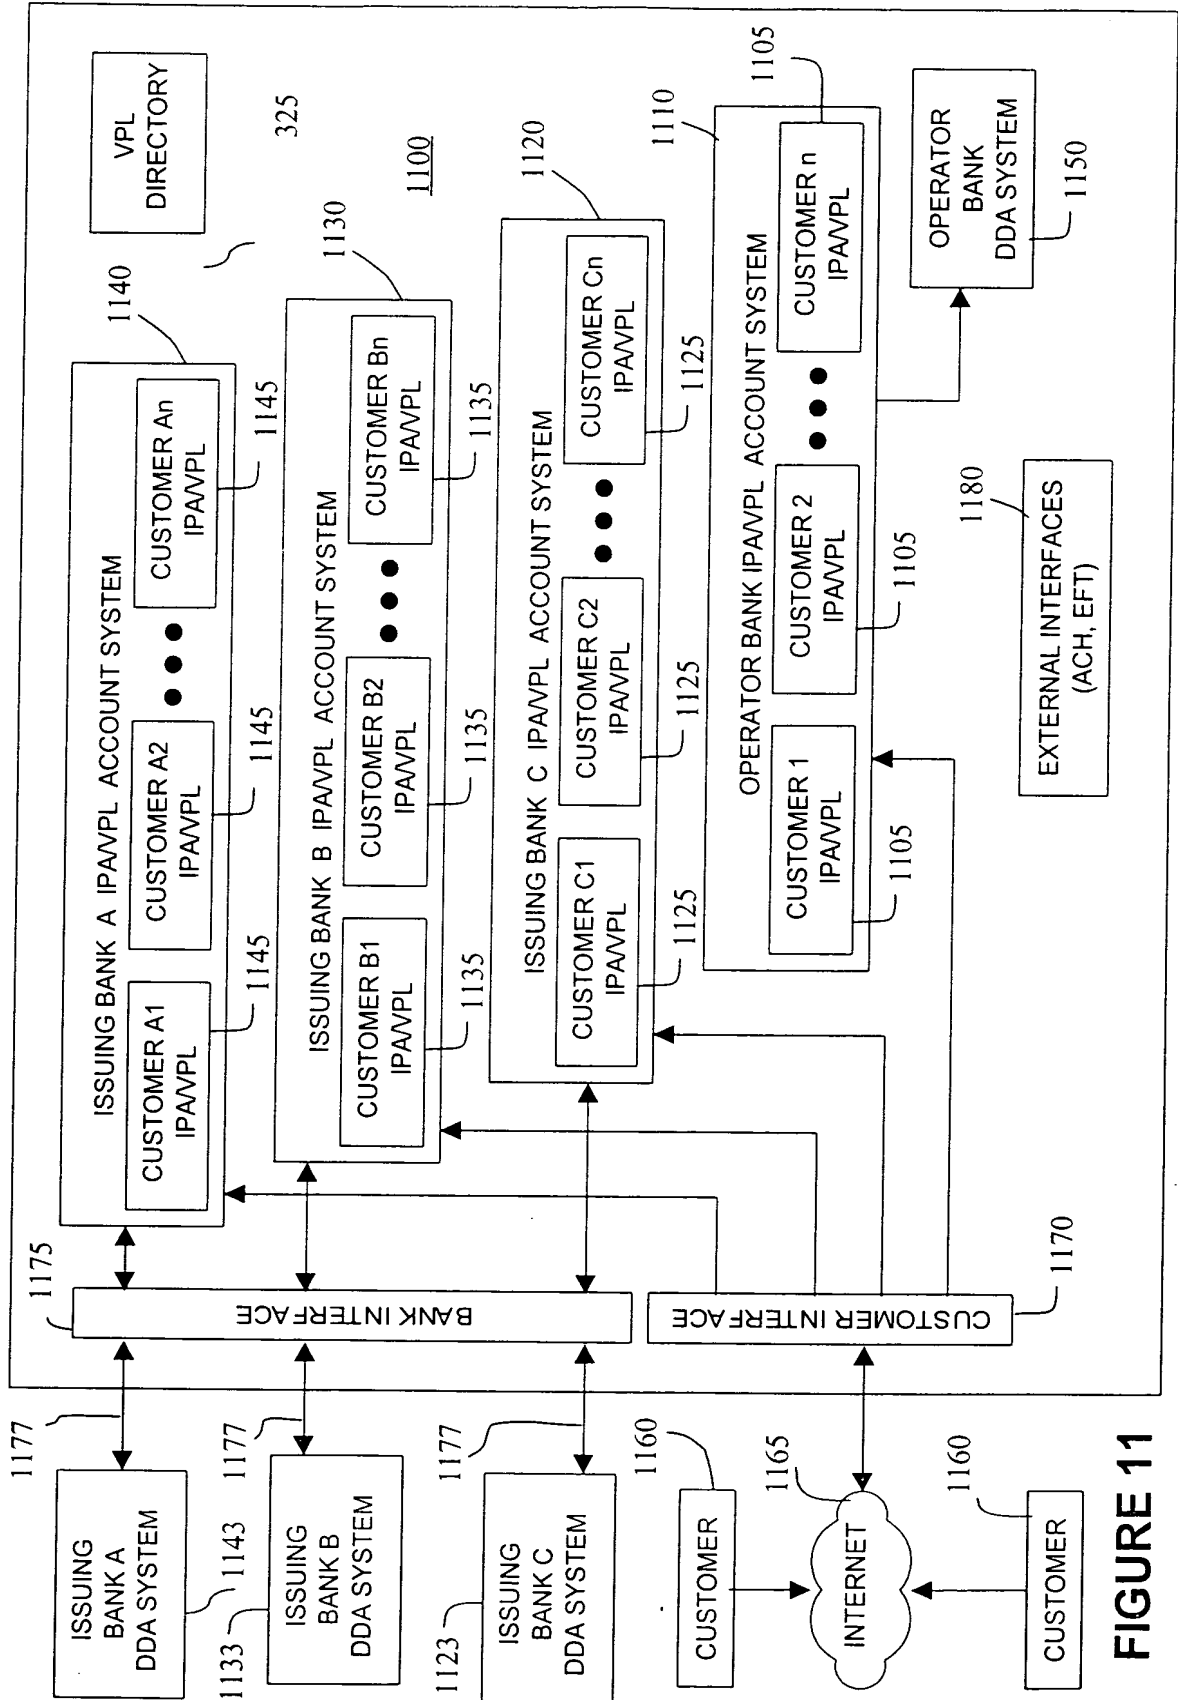 1177
ISSUING
BANK A
DDA SYSTEM
1143
1175
ISSUING BANK A IPA/VPL ACCOUNT SYSTEM
CUSTOMER A1
IPA/VPL
1145
CUSTOMER A2
IPA/VPL
1145
CUSTOMER An
IPA/VPL
1145
1140
VPL
DIRECTORY
325
1100
1177
ISSUING
BANK B
DDA SYSTEM
1133
BANK INTERFACE
ISSUING BANK B IPA/VPL ACCOUNT SYSTEM
CUSTOMER B1
IPA/VPL
1135
CUSTOMER B2
IPA/VPL
1135
CUSTOMER Bn
IPA/VPL
1135
1130
1177
ISSUING
BANK C
DDA SYSTEM
1123
ISSUING BANK C IPA/VPL ACCOUNT SYSTEM
CUSTOMER C1
IPA/VPL
1125
CUSTOMER C2
IPA/VPL
1125
CUSTOMER Cn
IPA/VPL
1125
1120
CUSTOMER
1160
INTERNET
1165
CUSTOMER
1160
CUSTOMER INTERFACE
1170
OPERATOR BANK IPA/VPL ACCOUNT SYSTEM
CUSTOMER 1
IPA/VPL
1105
CUSTOMER 2
IPA/VPL
1105
CUSTOMER n
IPA/VPL
1105
1110
EXTERNAL INTERFACES
(ACH, EFT)
1180
OPERATOR
BANK
DDA SYSTEM
1150
FIGURE 11